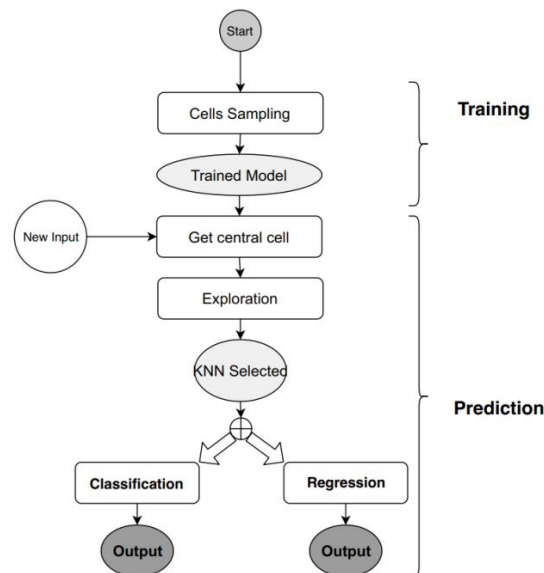 Start
Cells Sampling
Training
Trained Model
New Input
Get central cell
Exploration
KNN Selected
Prediction
Classification
Regression
Output
Output